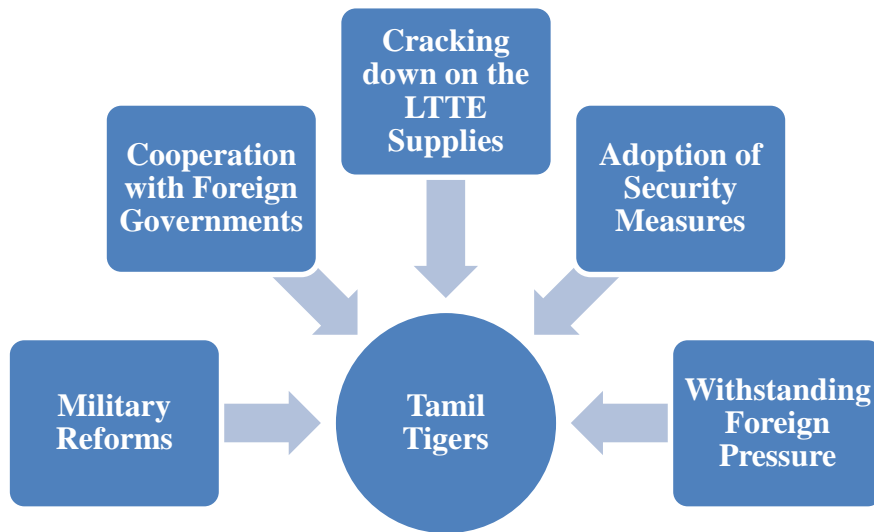 Cracking
down on the
LTTE
Supplies
Cooperation
with Foreign
Governments
Adoption of
Security
Measures
Military
Reforms
Tamil
Tigers
Withstanding
Foreign
Pressure